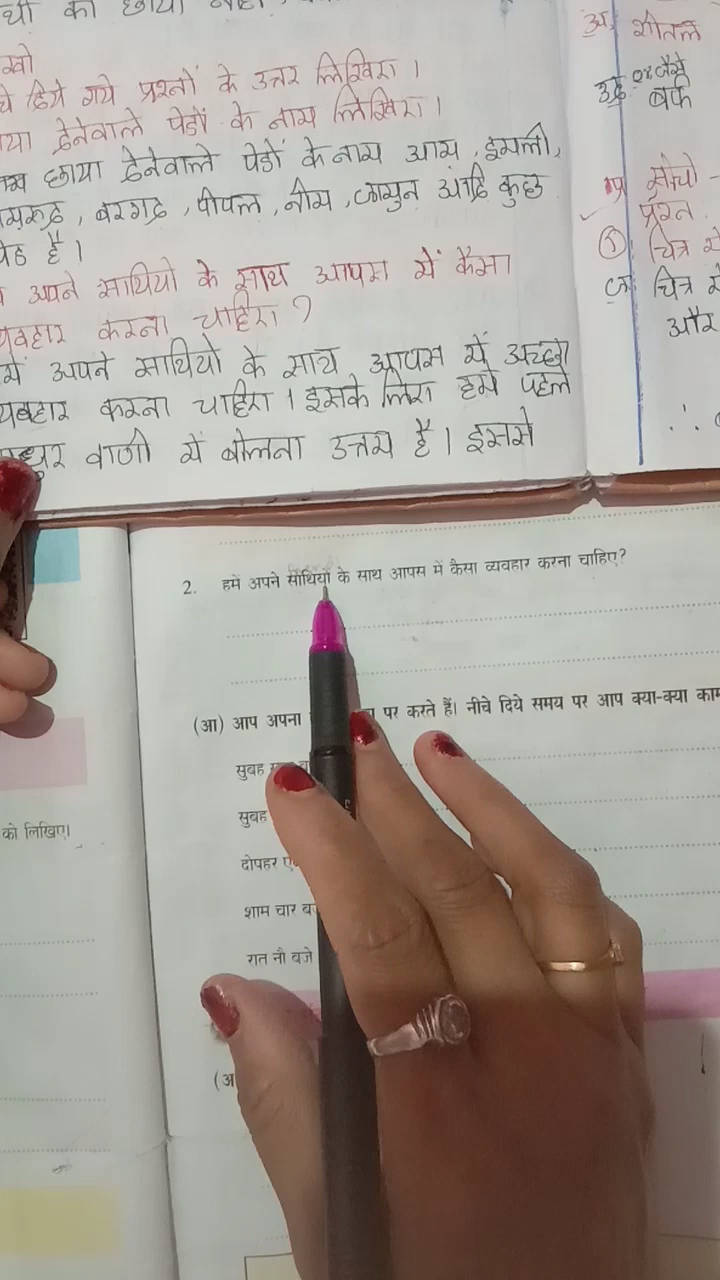 थी का छाया
खो
चे दिये गये प्रश्नों के उत्तर लिखिए।
या देनेवाले पेडों के नाम लिखिए।
छाया देनेवाले पेडों के नाम आम, इमली,
मरूद, बरगद, पीपल, नीम, जामुन आदि कुछ
पेड है।
अपने साथियो के साथ आपस में कैसा
यवहार करना चाहिए?
में अपने साथियो के साथ आपस में अच्छा
यवहार करना चाहिए। इसके लिए हमे पहले
धुर वाणी में बोलना उत्तम है। इससे
अ. शीतल
जैसे
बर्फ
सोचो -
प्रश्न.
① चित्र में
ज चित्र में
और
∴
2. हमें अपने साथियों के साथ आपस में कैसा व्यवहार करना चाहिए?
(आ) आप अपना पर करते हैं। नीचे दिये समय पर आप क्या-क्या काम
सुबह
सुबह
दोपहर
शाम चार
रात नौ बजे
को लिखिए।
(अ